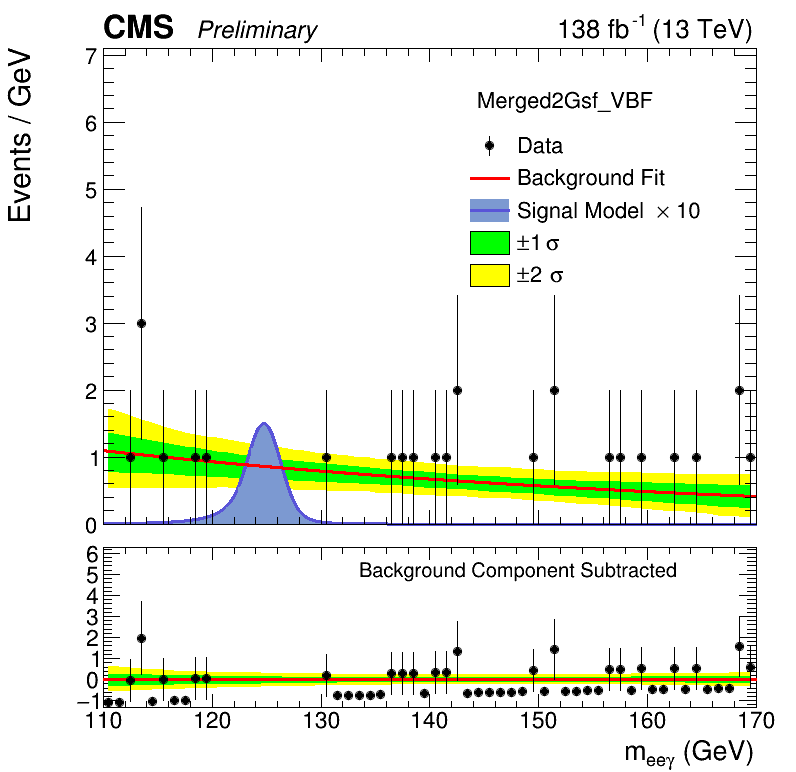 CMS Preliminary 138 fb⁻¹ (13 TeV)
Events / GeV
7
6
5
4
3
2
1
0
Merged2Gsf_VBF
Data
Background Fit
Signal Model × 10
±1 σ
±2 σ
Background Component Subtracted
6
5
4
3
2
1
0
−1
110 120 130 140 150 160 170
m_eeγ (GeV)